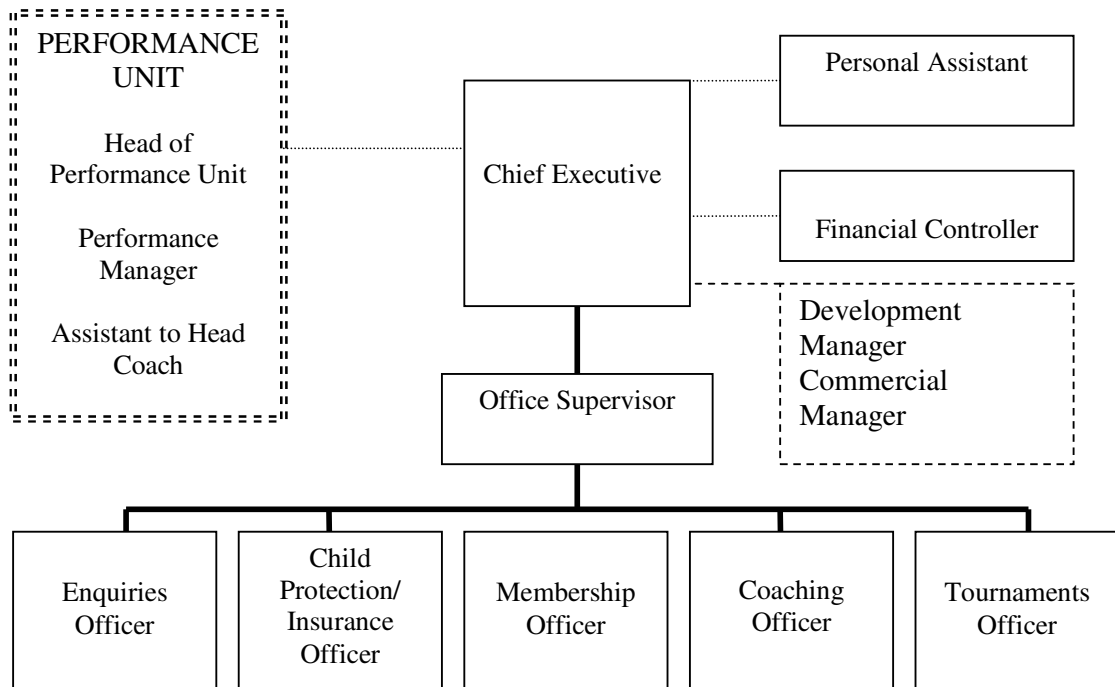 PERFORMANCE
UNIT
Head of
Performance Unit
Performance
Manager
Assistant to Head
Coach
Chief Executive
Personal Assistant
Financial Controller
Development
Manager
Commercial
Manager
Office Supervisor
Enquiries
Officer
Child
Protection/
Insurance
Officer
Membership
Officer
Coaching
Officer
Tournaments
Officer